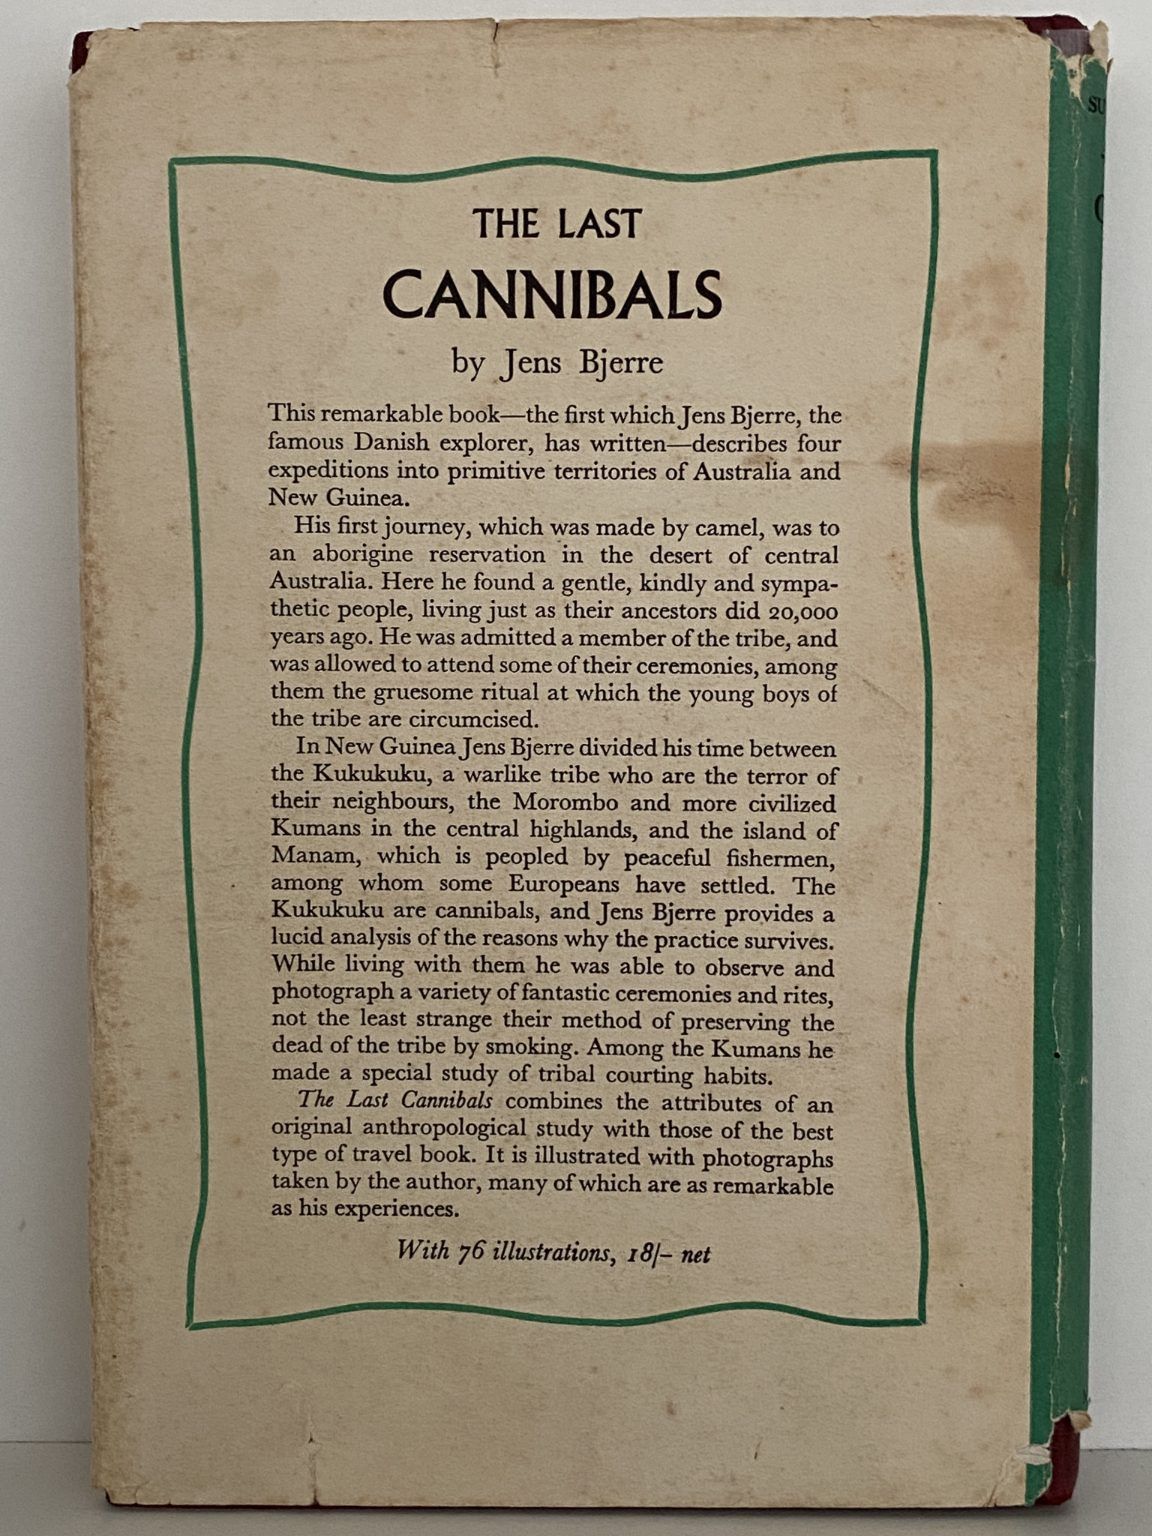 THE LAST
CANNIBALS
by Jens Bjerre
This remarkable book—the first which Jens Bjerre, the
famous Danish explorer, has written—describes four
expeditions into primitive territories of Australia and
New Guinea.
His first journey, which was made by camel, was to
an aborigine reservation in the desert of central
Australia. Here he found a gentle, kindly and sympa-
thetic people, living just as their ancestors did 20,000
years ago. He was admitted a member of the tribe, and
was allowed to attend some of their ceremonies, among
them the gruesome ritual at which the young boys of
the tribe are circumcised.
In New Guinea Jens Bjerre divided his time between
the Kukukuku, a warlike tribe who are the terror of
their neighbours, the Morombo and more civilized
Kumans in the central highlands, and the island of
Manam, which is peopled by peaceful fishermen,
among whom some Europeans have settled. The
Kukukuku are cannibals, and Jens Bjerre provides a
lucid analysis of the reasons why the practice survives.
While living with them he was able to observe and
photograph a variety of fantastic ceremonies and rites,
not the least strange their method of preserving the
dead of the tribe by smoking. Among the Kumans he
made a special study of tribal courting habits.
The Last Cannibals combines the attributes of an
original anthropological study with those of the best
type of travel book. It is illustrated with photographs
taken by the author, many of which are as remarkable
as his experiences.
With 76 illustrations, 18/- net
SU